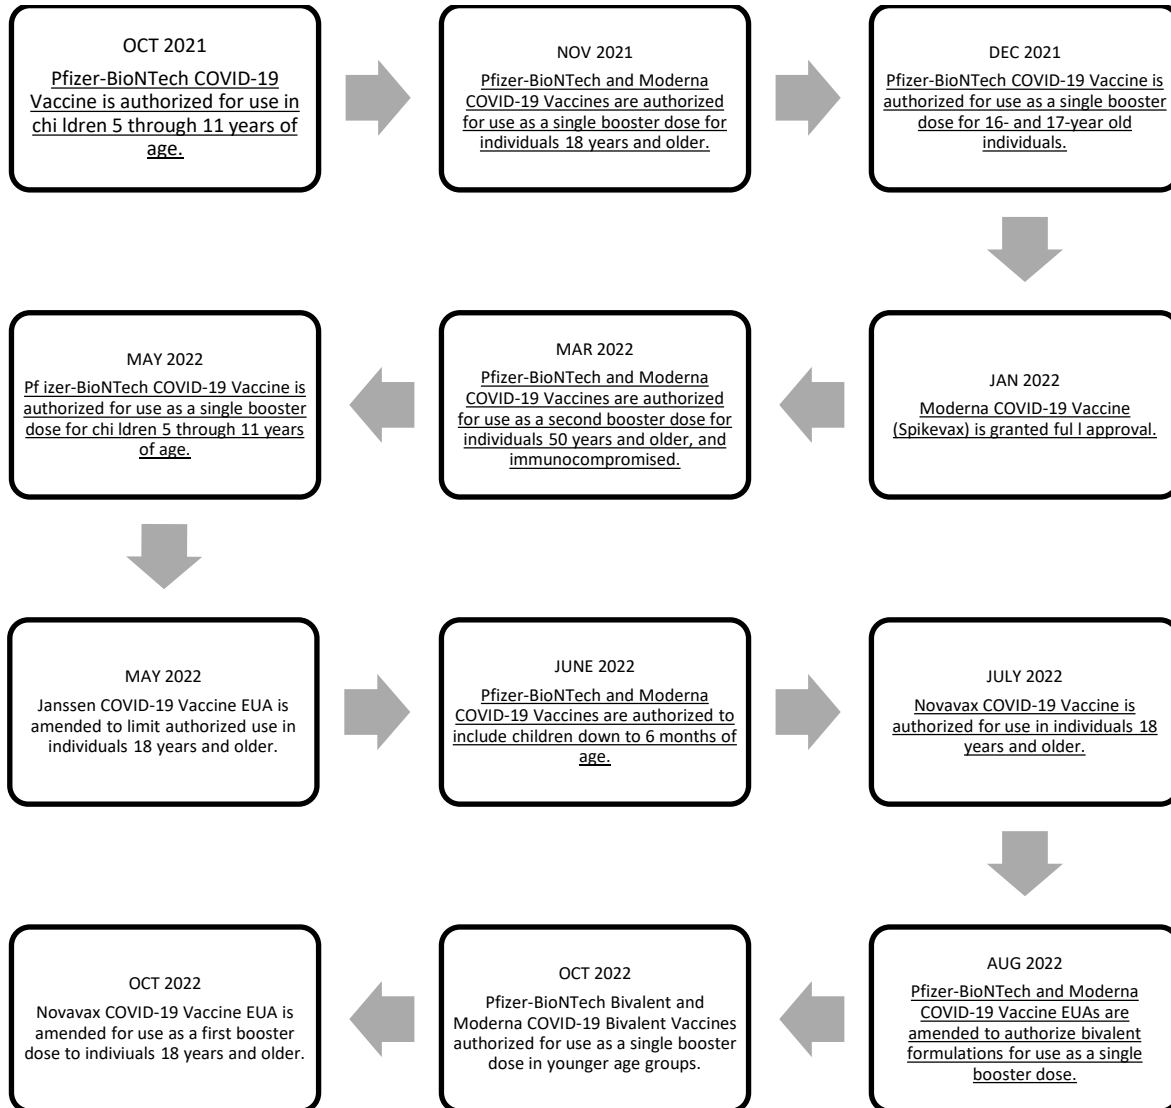 OCT 2021
Pfizer-BioNTech COVID-19
Vaccine is authorized for use in
chi ldren 5 through 11 years of
age.
NOV 2021
Pfizer-BioNTech and Moderna
COVID-19 Vaccines are authorized
for use as a single booster dose for
individuals 18 years and older.
DEC 2021
Pfizer-BioNTech COVID-19 Vaccine is
authorized for use as a single booster
dose for 16- and 17-year old
individuals.
JAN 2022
Moderna COVID-19 Vaccine
(Spikevax) is granted ful l approval.
MAR 2022
Pfizer-BioNTech and Moderna
COVID-19 Vaccines are authorized
for use as a second booster dose for
individuals 50 years and older, and
immunocompromised.
MAY 2022
Pf izer-BioNTech COVID-19 Vaccine is
authorized for use as a single booster
dose for chi ldren 5 through 11 years
of age.
MAY 2022
Janssen COVID-19 Vaccine EUA is
amended to limit authorized use in
individuals 18 years and older.
JUNE 2022
Pfizer-BioNTech and Moderna
COVID-19 Vaccines are authorized to
include children down to 6 months of
age.
JULY 2022
Novavax COVID-19 Vaccine is
authorized for use in individuals 18
years and older.
AUG 2022
Pfizer-BioNTech and Moderna
COVID-19 Vaccine EUAs are
amended to authorize bivalent
formulations for use as a single
booster dose.
OCT 2022
Pfizer-BioNTech Bivalent and
Moderna COVID-19 Bivalent Vaccines
authorized for use as a single booster
dose in younger age groups.
OCT 2022
Novavax COVID-19 Vaccine EUA is
amended for use as a first booster
dose to indiviuals 18 years and older.